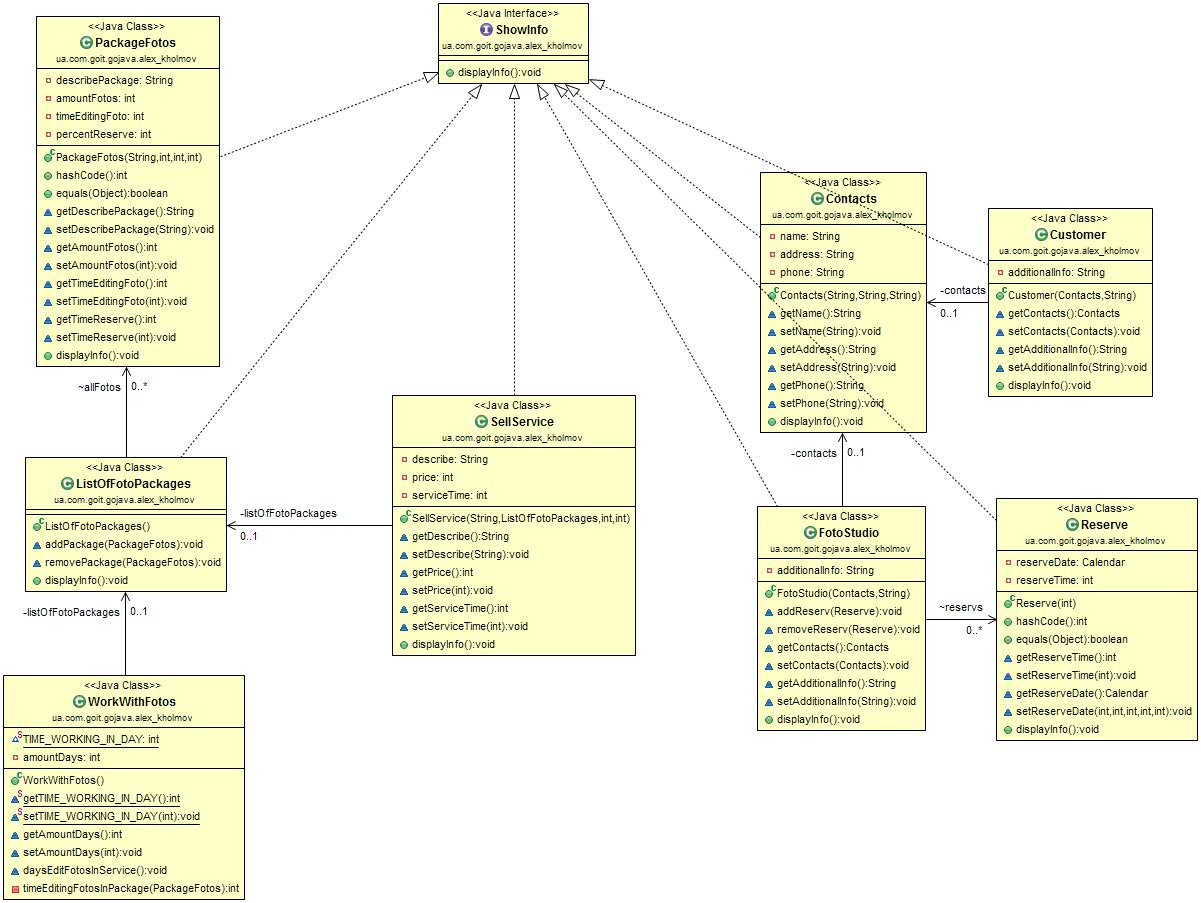 <<Java Class>>
PackageFotos
ua.com.goit.gojava.alex_kholmov
describePackage: String
amountFotos: int
timeEditingFoto: int
percentReserve: int
PackageFotos(String,int,int,int)
hashCode():int
equals(Object):boolean
getDescribePackage():String
setDescribePackage(String):void
getAmountFotos():int
setAmountFotos(int):void
getTimeEditingFoto():int
setTimeEditingFoto(int):void
getTimeReserve():int
setTimeReserve(int):void
displayInfo():void
<<Java Interface>>
ShowInfo
ua.com.goit.gojava.alex_kholmov
displayInfo():void
<<Java Class>>
Contacts
ua.com.goit.gojava.alex_kholmov
name: String
address: String
phone: String
Contacts(String,String,String)
getName():String
setName(String):void
getAddress():String
setAddress(String):void
getPhone():String
setPhone(String):void
displayInfo():void
-contacts
0..1
<<Java Class>>
Customer
ua.com.goit.gojava.alex_kholmov
additionalInfo: String
Customer(Contacts,String)
getContacts():Contacts
setContacts(Contacts):void
getAdditionalInfo():String
setAdditionalInfo(String):void
displayInfo():void
~allFotos
0..*
<<Java Class>>
ListOfFotoPackages
ua.com.goit.gojava.alex_kholmov
ListOfFotoPackages()
addPackage(PackageFotos):void
removePackage(PackageFotos):void
displayInfo():void
-listOfFotoPackages
0..1
<<Java Class>>
SellService
ua.com.goit.gojava.alex_kholmov
describe: String
price: int
serviceTime: int
SellService(String,ListOfFotoPackages,int,int)
getDescribe():String
setDescribe(String):void
getPrice():int
setPrice(int):void
getServiceTime():int
setServiceTime(int):void
displayInfo():void
-contacts
0..1
<<Java Class>>
FotoStudio
ua.com.goit.gojava.alex_kholmov
additionalInfo: String
FotoStudio(Contacts,String)
addReserv(Reserve):void
removeReserv(Reserve):void
getContacts():Contacts
setContacts(Contacts):void
getAdditionalInfo():String
setAdditionalInfo(String):void
displayInfo():void
~reservs
0..*
<<Java Class>>
Reserve
ua.com.goit.gojava.alex_kholmov
reserveDate: Calendar
reserveTime: int
Reserve(int)
hashCode():int
equals(Object):boolean
getReserveTime():int
setReserveTime(int):void
getReserveDate():Calendar
setReserveDate(int,int,int,int,int):void
displayInfo():void
-listOfFotoPackages
0..1
<<Java Class>>
WorkWithFotos
ua.com.goit.gojava.alex_kholmov
TIME_WORKING_IN_DAY: int
amountDays: int
WorkWithFotos()
getTIME_WORKING_IN_DAY():int
setTIME_WORKING_IN_DAY(int):void
getAmountDays():int
setAmountDays(int):void
daysEditFotosInService():void
timeEditingFotosInPackage(PackageFotos):int